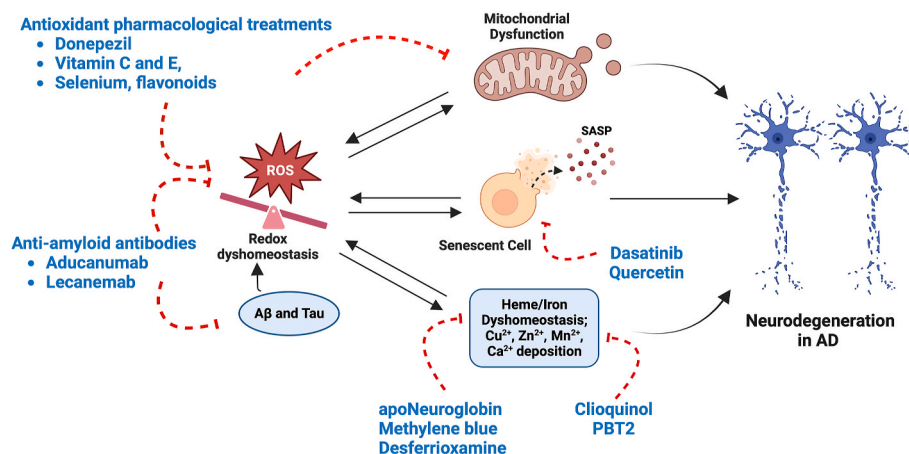 Antioxidant pharmacological treatments
• Donepezil
• Vitamin C and E,
• Selenium, flavonoids
Mitochondrial
Dysfunction
ROS
SASP
Redox
dyshomeostasis
Senescent Cell
Anti-amyloid antibodies
• Aducanumab
• Lecanemab
Dasatinib
Quercetin
Aβ and Tau
Heme/Iron
Dyshomeostasis;
Cu²⁺, Zn²⁺, Mn²⁺,
Ca²⁺ deposition
Neurodegeneration
in AD
apoNeuroglobin
Methylene blue
Desferrioxamine
Clioquinol
PBT2